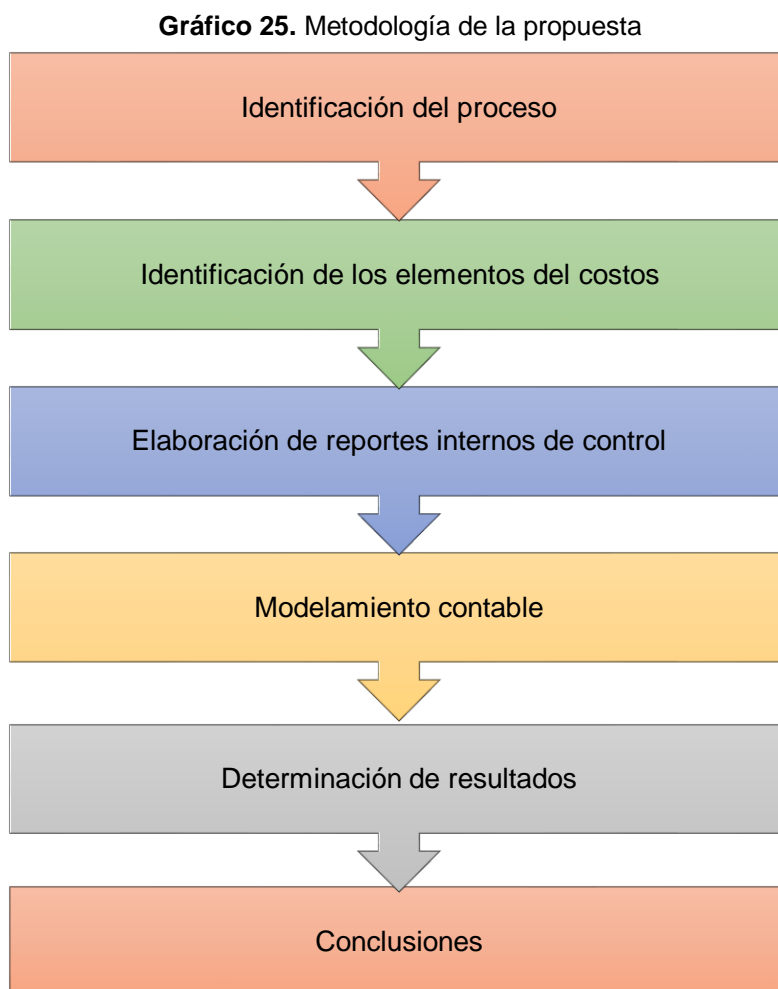 Gráfico 25. Metodología de la propuesta
Identificación del proceso
Identificación de los elementos del costos
Elaboración de reportes internos de control
Modelamiento contable
Determinación de resultados
Conclusiones